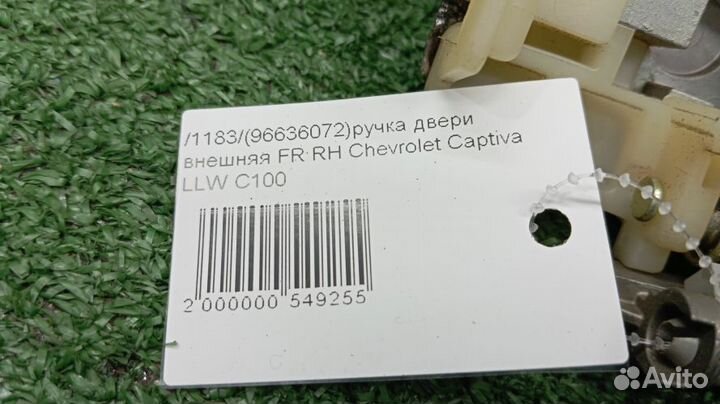 /1183/(96636072)ручка двери
внешняя FR RH Chevrolet Captiva
LLW C100
2 000000 549255
Avito